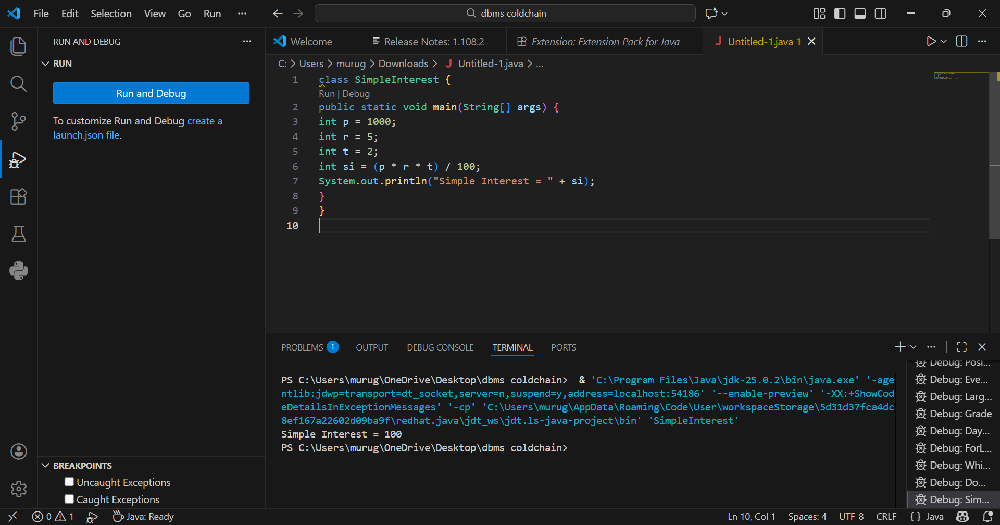 File Edit Selection View Go Run ··· dbms coldchain
RUN AND DEBUG ···
RUN
Run and Debug
To customize Run and Debug create a
launch.json file.
BREAKPOINTS
Uncaught Exceptions
Caught Exceptions
Welcome Release Notes: 1.108.2 Extension: Extension Pack for Java J Untitled-1.java 1
C: > Users > murug > Downloads > J Untitled-1.java > ...
1 class SimpleInterest {
Run | Debug
2 public static void main(String[] args) {
3 int p = 1000;
4 int r = 5;
5 int t = 2;
6 int si = (p * r * t) / 100;
7 System.out.println("Simple Interest = " + si);
8 }
9 }
10
PROBLEMS 1 OUTPUT DEBUG CONSOLE TERMINAL PORTS
PS C:\Users\murug\OneDrive\Desktop\dbms coldchain> & 'C:\Program Files\Java\jdk-25.0.2\bin\java.exe' '-age
ntlib:jdwp=transport=dt_socket,server=n,suspend=y,address=localhost:54186' '--enable-preview' '-XX:+ShowCod
eDetailsInExceptionMessages' '-cp' 'C:\Users\murug\AppData\Roaming\Code\User\workspaceStorage\5d31d37fca4dc
8ef167a22602d09ba9f\redhat.java\jdt_ws\jdt.ls-java-project\bin' 'SimpleInterest'
Simple Interest = 100
PS C:\Users\murug\OneDrive\Desktop\dbms coldchain>
Debug: Posi...
Debug: Eve...
Debug: Larg...
Debug: Grade
Debug: Day...
Debug: ForL...
Debug: Whi...
Debug: Do...
Debug: Sim...
0 1 Java: Ready Ln 10, Col 1 Spaces: 4 UTF-8 CRLF { } Java